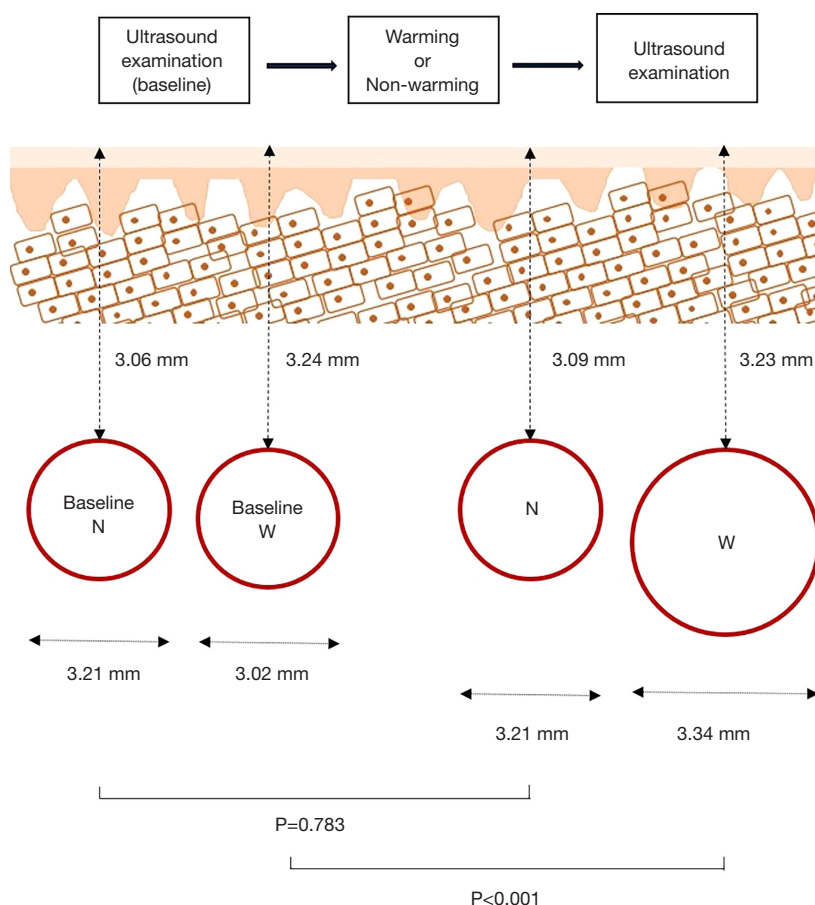 Ultrasound
examination
(baseline)
Warming
or
Non-warming
Ultrasound
examination
3.06 mm
3.24 mm
3.09 mm
3.23 mm
Baseline
N
Baseline
W
N
W
3.21 mm
3.02 mm
3.21 mm
3.34 mm
P=0.783
P<0.001